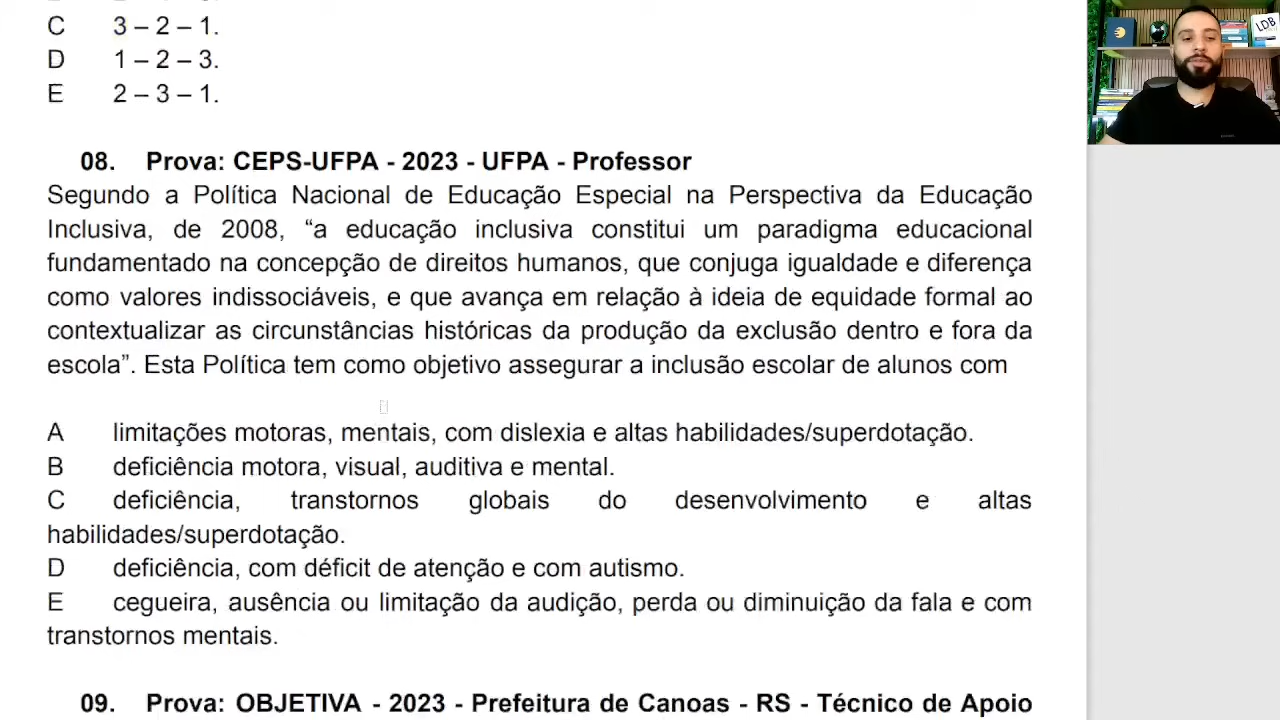 C 3 – 2 – 1.
D 1 – 2 – 3.
E 2 – 3 – 1.
08. Prova: CEPS-UFPA - 2023 - UFPA - Professor
Segundo a Política Nacional de Educação Especial na Perspectiva da Educação
Inclusiva, de 2008, “a educação inclusiva constitui um paradigma educacional
fundamentado na concepção de direitos humanos, que conjuga igualdade e diferença
como valores indissociáveis, e que avança em relação à ideia de equidade formal ao
contextualizar as circunstâncias históricas da produção da exclusão dentro e fora da
escola”. Esta Política tem como objetivo assegurar a inclusão escolar de alunos com
A limitações motoras, mentais, com dislexia e altas habilidades/superdotação.
B deficiência motora, visual, auditiva e mental.
C deficiência, transtornos globais do desenvolvimento e altas
habilidades/superdotação.
D deficiência, com déficit de atenção e com autismo.
E cegueira, ausência ou limitação da audição, perda ou diminuição da fala e com
transtornos mentais.
09. Prova: OBJETIVA - 2023 - Prefeitura de Canoas - RS - Técnico de Apoio
LDB